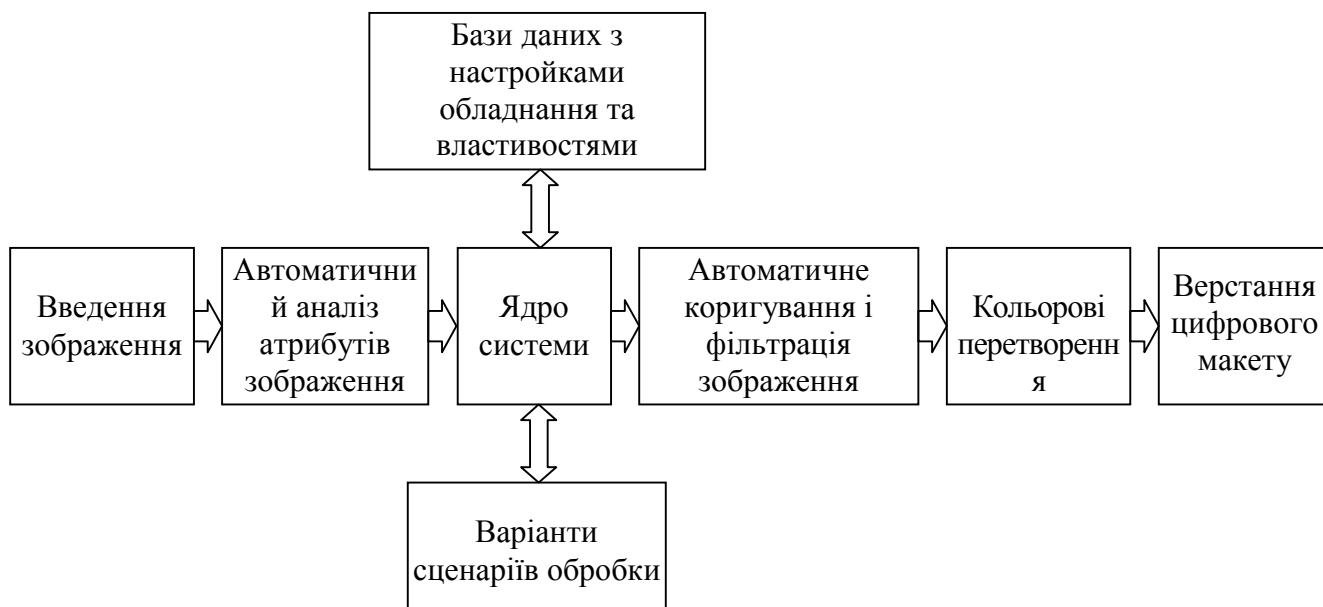 Бази даних з
настройками
обладнання та
властивостями
Введення
зображення
Автоматични
й аналіз
атрибутів
зображення
Ядро
системи
Автоматичне
коригування і
фільтрація
зображення
Кольорові
перетворенн
я
Верстання
цифрового
макету
Варіанти
сценаріїв обробки